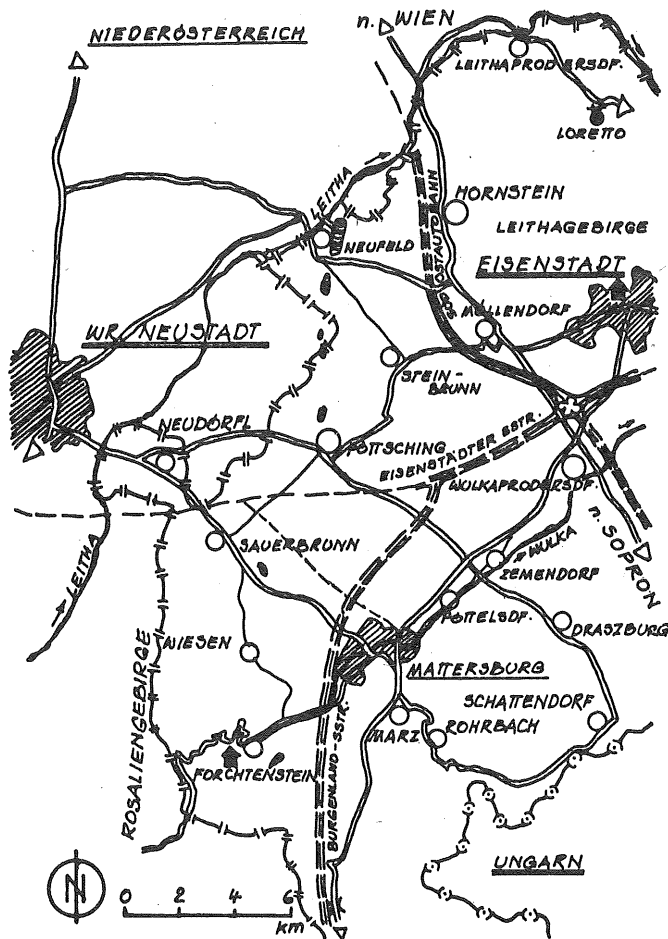 NIEDERÖSTERREICH
n. WIEN
LEITHAPRODERSDF.
LORETTO
LEITHA
HORNSTEIN
LEITHAGEBIRGE
NEUFELD
SÜDOSTAUTOBAHN
EISENSTADT
MÜLLENDORF
WR. NEUSTADT
STEIN-
BRUNN
NEUDÖRFL
PÖTTSCHING
EISENSTÄDTER SSTR.
WULKAPRODERSDF.
n. SOPRON
SAUERBRUNN
WULKA
ZEMENDORF
LEITHA
PÖTTELSDF.
DRASZBURG
WIESEN
MATTERSBURG
SCHATTENDORF
MARZ
ROHRBACH
ROSALIENGEBIRGE
FORCHTENSTEIN
BURGENLAND-SSTR.
UNGARN
N
0 2 4 6
km